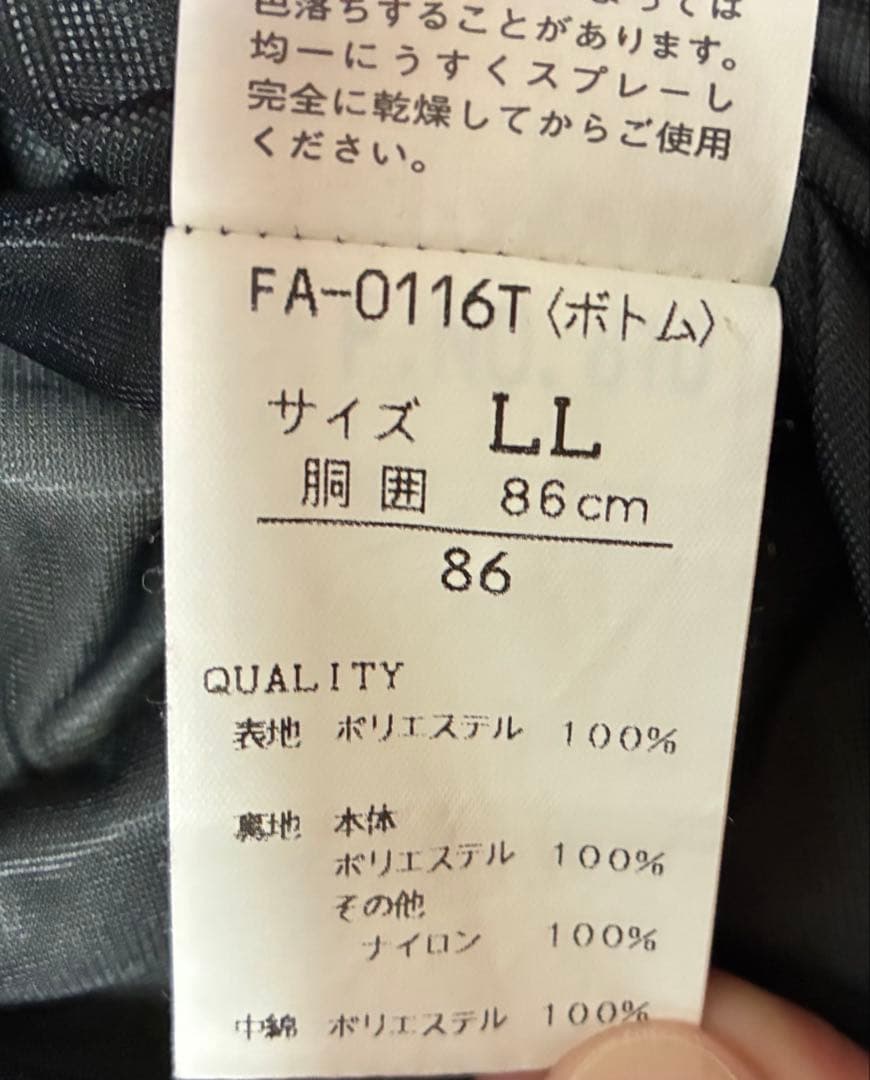 色落ちすることがあります。
均一にうすくスプレーし
完全に乾燥してからご使用
ください。
FA-0116T〈ボトム〉
サイズ LL
胴囲 86cm
86
QUALITY
表地 ポリエステル 100%
裏地 本体
ポリエステル 100%
その他
ナイロン 100%
中綿 ポリエステル 100%